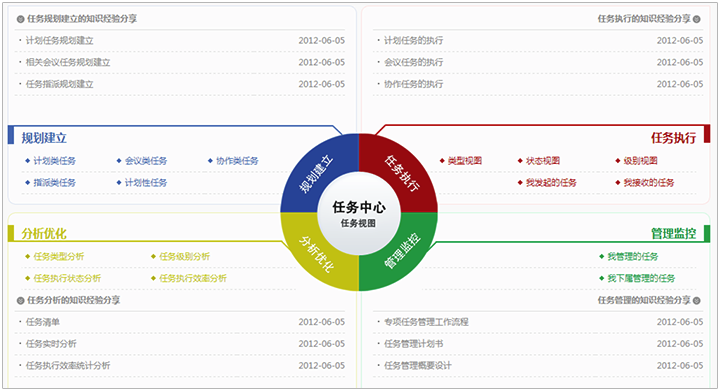 任务规划建立的知识经验分享
计划任务规划建立 2012-06-05
相关会议任务规划建立 2012-06-05
任务指派规划建立 2012-06-05
任务执行的知识经验分享
计划任务的执行 2012-06-05
会议任务的执行 2012-06-05
协作任务的执行 2012-06-05
规划建立
计划类任务 会议类任务 协作类任务
指派类任务 计划性任务
任务执行
类型视图 状态视图 级别视图
我发起的任务 我接收的任务
规划建立
任务执行
任务中心
任务视图
分析优化
管理监控
分析优化
任务类型分析 任务级别分析
任务执行状态分析 任务执行效率分析
管理监控
我管理的任务
我下属管理的任务
任务分析的知识经验分享
任务清单 2012-06-05
任务实时分析 2012-06-05
任务执行效率统计分析 2012-06-05
任务管理的知识经验分享
专项任务管理工作流程 2012-06-05
任务管理计划书 2012-06-05
任务管理概要设计 2012-06-05